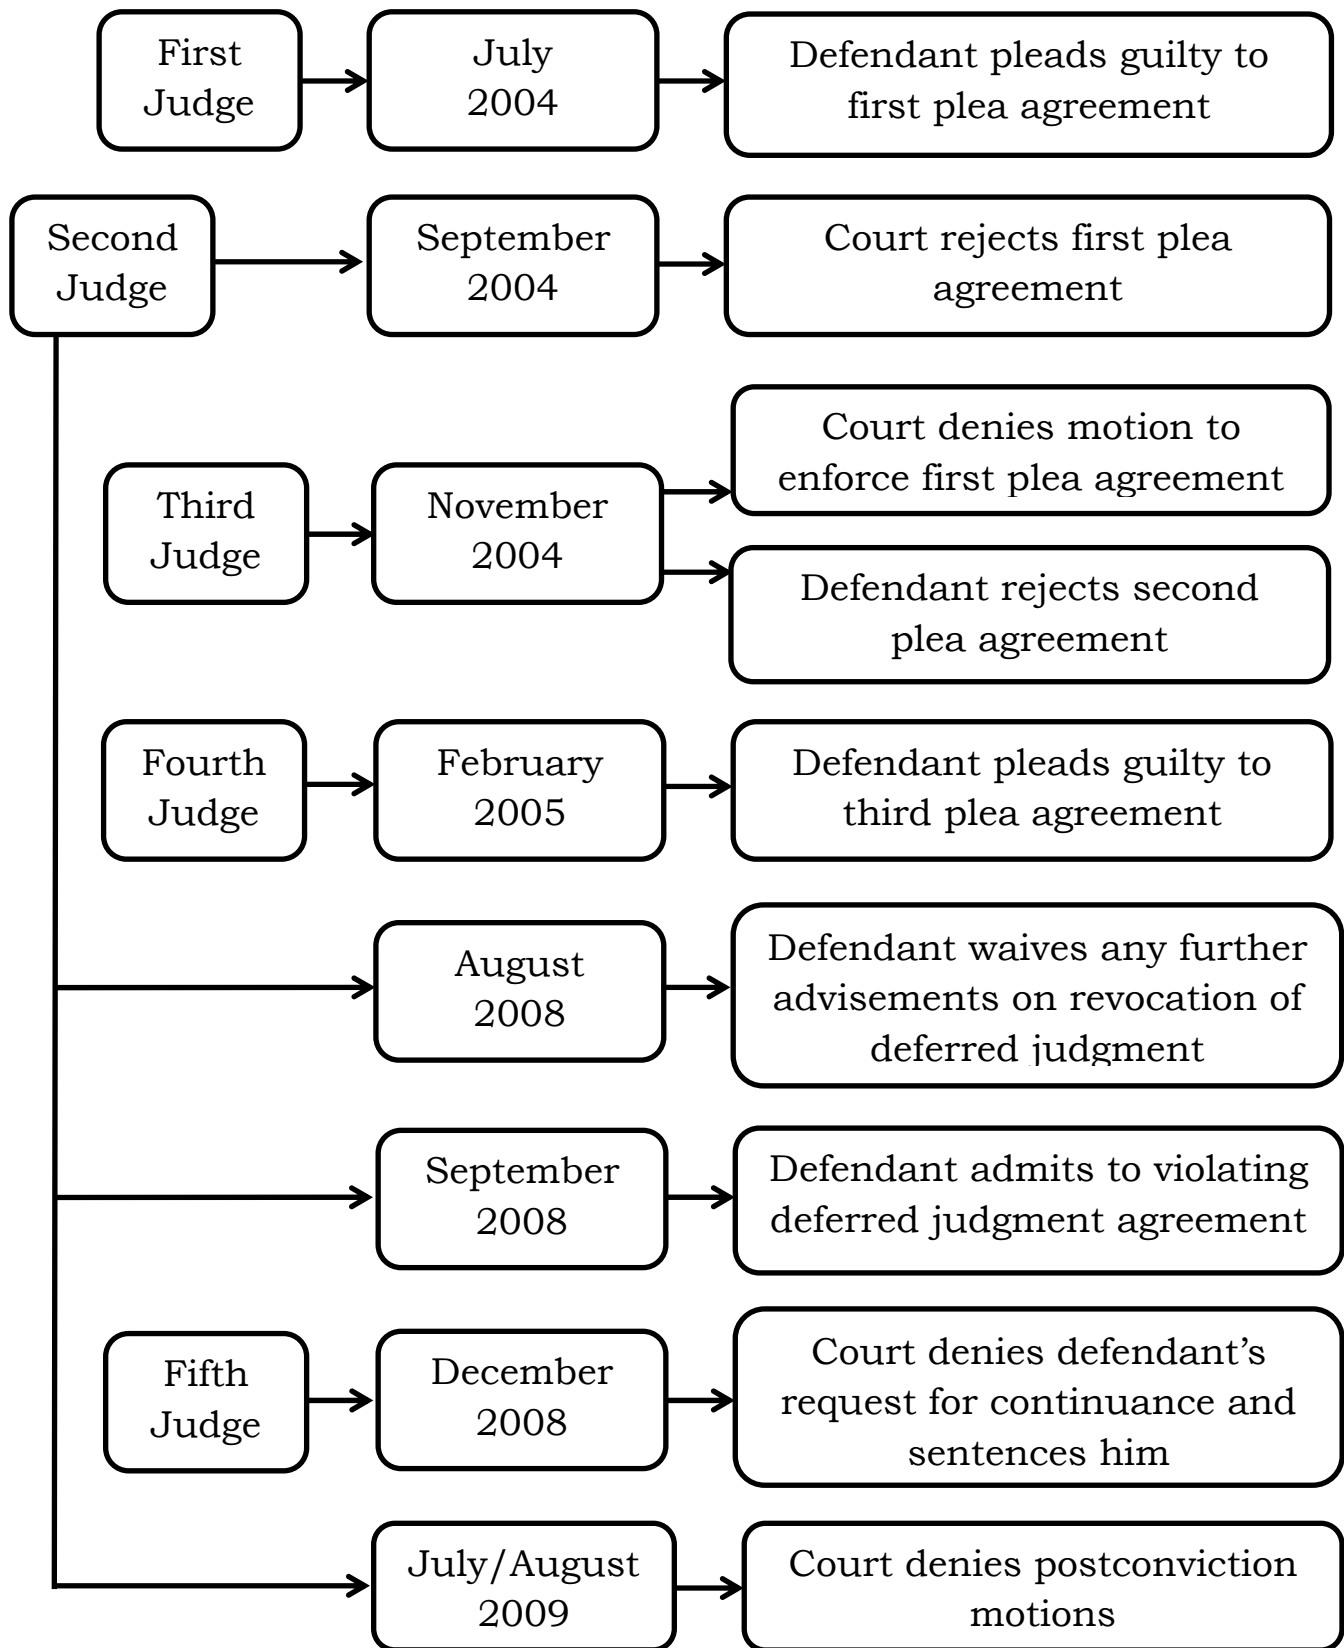 First
Judge
July
2004
Defendant pleads guilty to
first plea agreement
Second
Judge
September
2004
Court rejects first plea
agreement
Third
Judge
November
2004
Court denies motion to
enforce first plea agreement
Defendant rejects second
plea agreement
Fourth
Judge
February
2005
Defendant pleads guilty to
third plea agreement
August
2008
Defendant waives any further
advisements on revocation of
deferred judgment
September
2008
Defendant admits to violating
deferred judgment agreement
Fifth
Judge
December
2008
Court denies defendant’s
request for continuance and
sentences him
July/August
2009
Court denies postconviction
motions